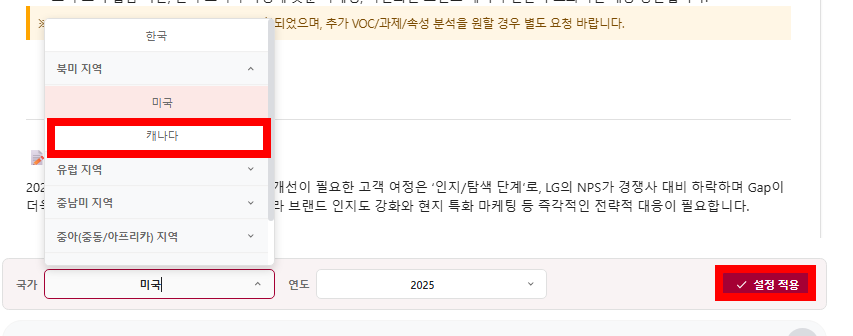 한국
되었으며, 추가 VOC/과제/속성 분석을 원할 경우 별도 요청 바랍니다.
북미 지역
미국
캐나다
유럽 지역
중남미 지역
중아(중동/아프리카) 지역
202
개선이 필요한 고객 여정은 ‘인지/탐색 단계’로, LG의 NPS가 경쟁사 대비 하락하며 Gap이
라 브랜드 인지도 강화와 현지 특화 마케팅 등 즉각적인 전략적 대응이 필요합니다.
국가 미국 연도 2025 설정 적용